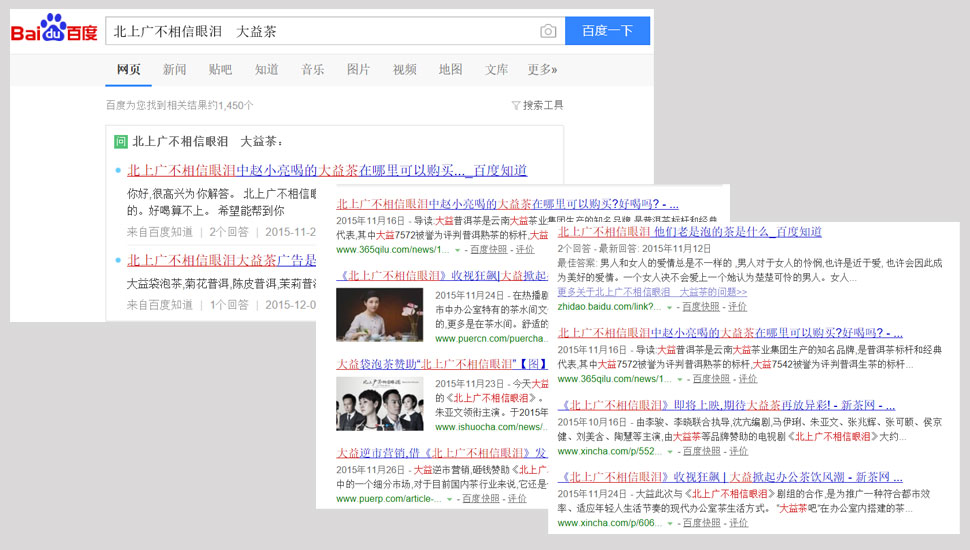 Bai du 百度
北上广不相信眼泪 大益茶
百度一下
网页 新闻 贴吧 知道 音乐 图片 视频 地图 文库 更多»
百度为您找到相关结果约1,450个
搜索工具
问 北上广不相信眼泪 大益茶:
北上广不相信眼泪中赵小亮喝的大益茶在哪里可以购买..._百度知道
你好,很高兴为你解答。 北上广不相信眼
的。好喝算不上。 希望能帮到你
来自百度知道 | 2个回答 | 2015-11-2
北上广不相信眼泪大益茶广告是
大益袋泡茶,菊花普洱,陈皮普洱,茉莉普洱
来自百度知道 | 1个回答 | 2015-12-0
北上广不相信眼泪中赵小亮喝的大益茶在哪里可以购买?好喝吗? - ...
2015年11月16日 - 导读:大益普洱茶是云南大益茶业集团生产的知名品牌,是普洱茶标杆和经典
代表,其中大益7572被誉为评判普洱熟茶的标杆,大益
www.365qilu.com/news/1... - 百度快照 - 评价
《北上广不相信眼泪》收视狂飙|大益掀起
2015年11月24日 - 在热播剧
市申办公室特有的茶水间文
的,更多是在茶水间。舒适的
www.puercn.com/puercha...
大益袋泡茶赞助“北上广不相信眼泪”【图】
2015年11月23日 - 今天大益
的《北上广不相信眼泪》。
朱亚文领衔主演。于2015年
www.ishuocha.com/news/...
大益逆市营销,借《北上广不相信眼泪》发
2015年11月26日 - 大益逆市营销,砸钱赞助《北上广
中的一个细分市场,对于目前国内茶行业来说,它还是
www.puerp.com/article-... - 百度快照 - 评价
北上广不相信眼泪 他们老是泡的茶是什么_百度知道
2个回答 - 最新回答: 2015年11月12日
最佳答案: 男人和女人的爱情总是不一样的 ,男人对于女人的怜悯,也许是近于爱, 也许会因此成
为美好的爱情。一个女人决不会爱上一个她认为楚楚可怜的男人。女人...
更多关于北上广不相信眼泪 大益茶的问题>>
zhidao.baidu.com/link?... - 百度快照 - 评价
北上广不相信眼泪中赵小亮喝的大益茶在哪里可以购买?好喝吗? - ...
2015年11月16日 - 导读:大益普洱茶是云南大益茶业集团生产的知名品牌,是普洱茶标杆和经典
代表,其中大益7572被誉为评判普洱熟茶的标杆,大益7542被誉为评判普洱生茶的标杆...
www.365qilu.com/news/1... - 百度快照 - 评价
《北上广不相信眼泪》即将上映,期待大益茶再放异彩! - 新茶网 - ...
2015年10月16日 - 由李骏、李晓联合执导,沈亢编剧,马伊琍、朱亚文、张兆辉、张可颐、侯京
健、刘美含、陶慧等主演,由大益茶等品牌赞助的电视剧《北上广不相信眼泪》大约...
www.xincha.com/p/552... - 百度快照 - 评价
《北上广不相信眼泪》收视狂飙 | 大益掀起办公茶饮风潮 - 新茶网 ...
2015年11月24日 - 大益此次与《北上广不相信眼泪》剧组的合作,是为推广一种符合都市效
率、适应年轻人生活节奏的现代办公室茶生活方式。 “大益茶吧”在办公室内搭建的茶...
www.xincha.com/p/606... - 百度快照 - 评价